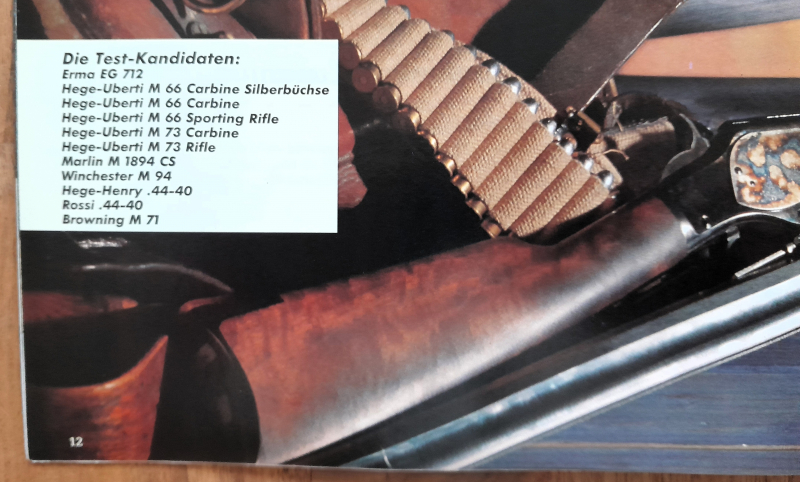 Die Test-Kandidaten:
Erma EG 712
Hege-Uberti M 66 Carbine Silberbüchse
Hege-Uberti M 66 Carbine
Hege-Uberti M 66 Sporting Rifle
Hege-Uberti M 73 Carbine
Hege-Uberti M 73 Rifle
Marlin M 1894 CS
Winchester M 94
Hege-Henry .44-40
Rossi .44-40
Browning M 71
12